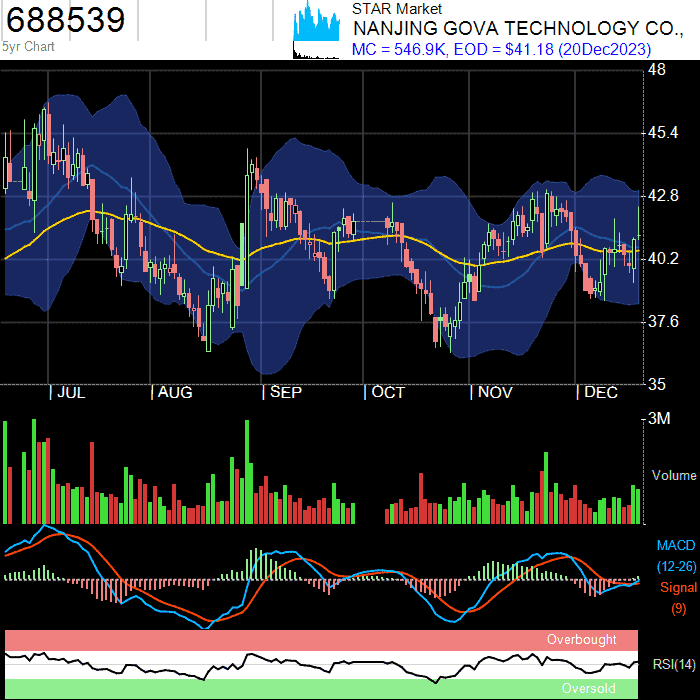 688539
5yr Chart
STAR Market
NANJING GOVA TECHNOLOGY CO.,
MC = 546.9K, EOD = $41.18 (20Dec2023)
48
45.4
42.8
40.2
37.6
35
| JUL | AUG | SEP | OCT | NOV | DEC
3M
Volume
MACD
(12-26)
Signal
(9)
Overbought
RSI(14)
Oversold